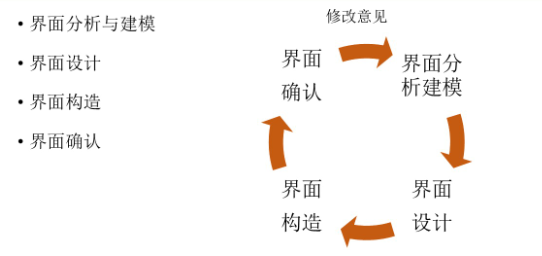 • 界面分析与建模
• 界面设计
• 界面构造
• 界面确认
修改意见
界面
确认
界面分
析建模
界面
设计
界面
构造